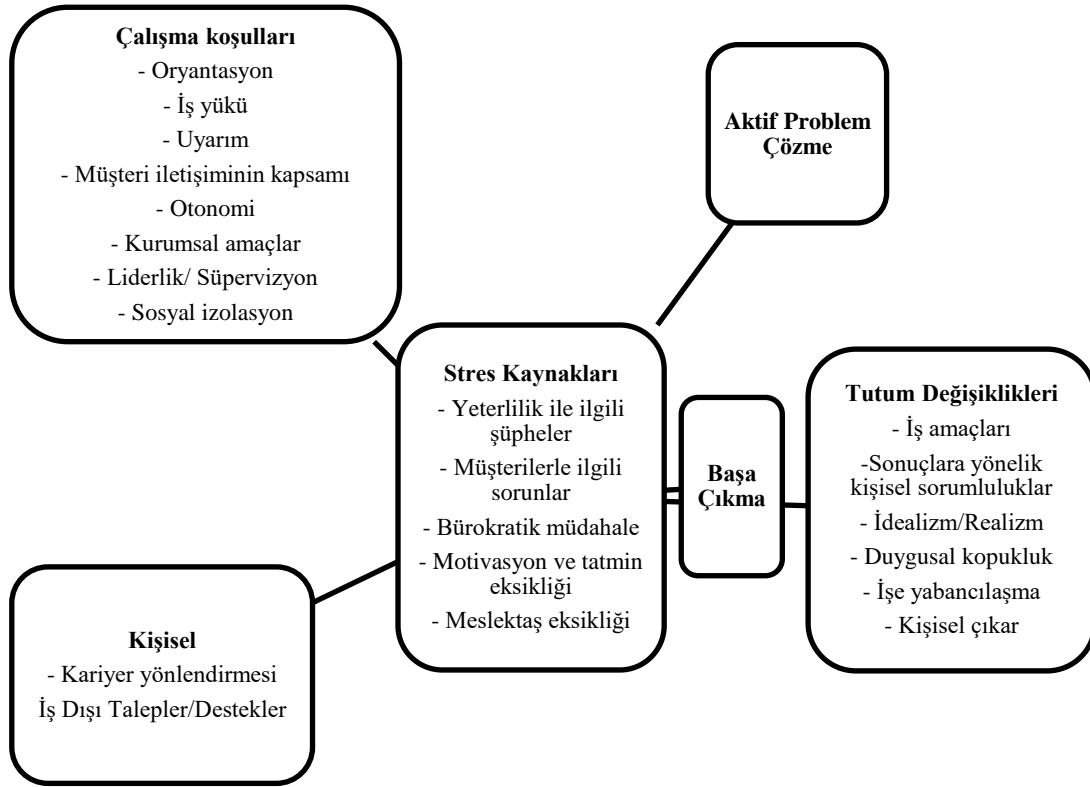 Çalışma koşulları
- Oryantasyon
- İş yükü
- Uyarım
- Müşteri iletişiminin kapsamı
- Otonomi
- Kurumsal amaçlar
- Liderlik/ Süpervizyon
- Sosyal izolasyon
Kişisel
- Kariyer yönlendirmesi
İş Dışı Talepler/Destekler
Stres Kaynakları
- Yeterlilik ile ilgili
şüpheler
- Müşterilerle ilgili
sorunlar
- Bürokratik müdahale
- Motivasyon ve tatmin
eksikliği
- Meslektaş eksikliği
Aktif Problem
Çözme
Başa
Çıkma
Tutum Değişiklikleri
- İş amaçları
-Sonuçlara yönelik
kişisel sorumluluklar
- İdealizm/Realizm
- Duygusal kopukluk
- İşe yabancılaşma
- Kişisel çıkar